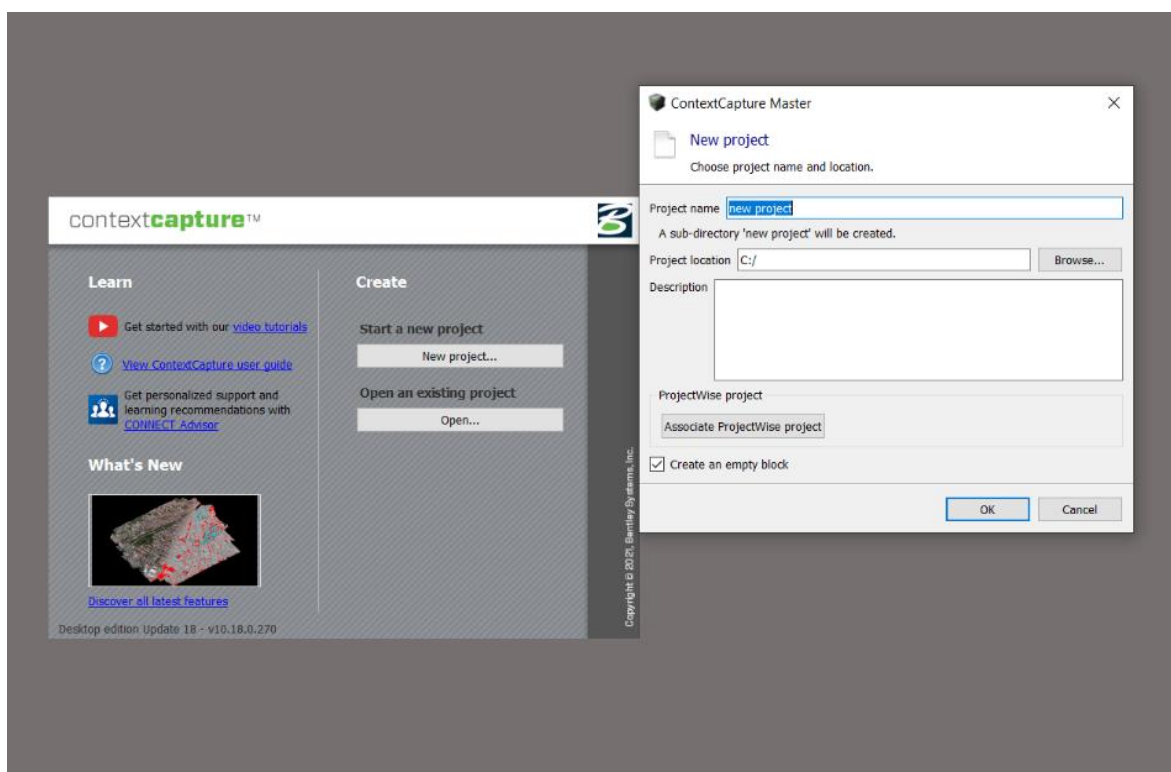 contextcapture™
Learn
Get started with our video tutorials
View ContextCapture user guide
Get personalized support and
learning recommendations with
CONNECT Advisor
What's New
Discover all latest features
Desktop edition Update 18 - v10.18.0.270
Create
Start a new project
New project...
Open an existing project
Open...
Copyright © 2021, Bentley Systems, Inc.
ContextCapture Master
New project
Choose project name and location.
Project name new project
A sub-directory 'new project' will be created.
Project location C:/ Browse...
Description
ProjectWise project
Associate ProjectWise project
Create an empty block
OK Cancel